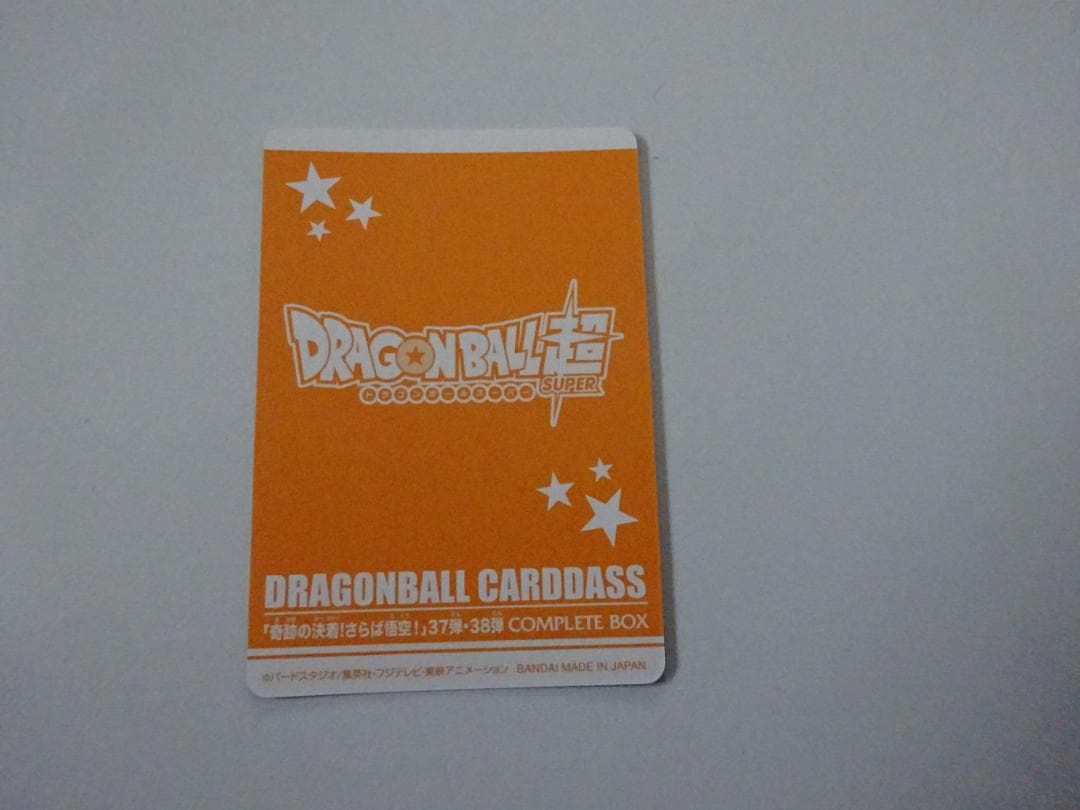 DRAGONBALL超
SUPER
ドラゴンボールスーパー
DRAGONBALL CARDDASS
「奇跡の決着!さらば悟空!」37弾・38弾 COMPLETE BOX
©バードスタジオ/集英社・フジテレビ・東映アニメーション BANDAI MADE IN JAPAN